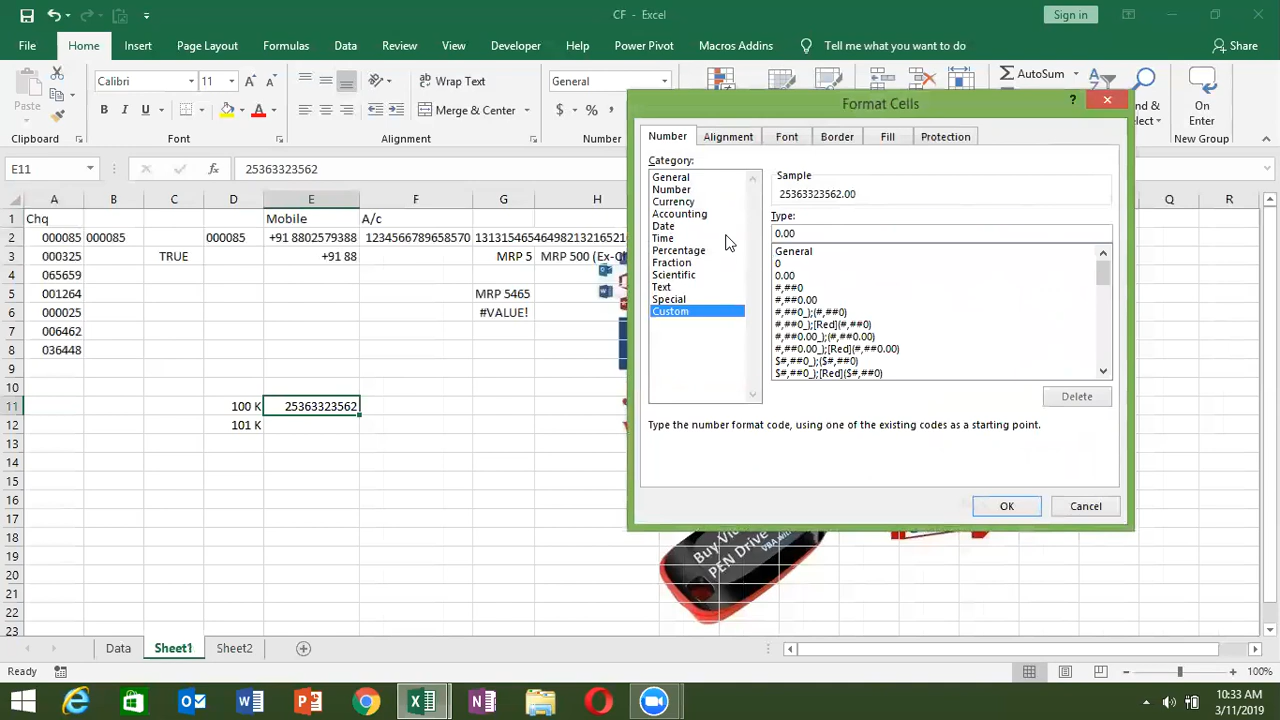 CF - Excel
Sign in
File Home Insert Page Layout Formulas Data Review View Developer Help Power Pivot Macros Addins Tell me what you want to do Share
Paste
Calibri 11
B I U
Wrap Text
Merge & Center
General
$ %
AutoSum
& Select
On Enter
Clipboard Font Alignment Number New Group
E11 25363323562
A B C D E F G H Q R
1 Chq Mobile A/c
2 000085 000085 000085 +91 8802579388 1234566789658570
3 000325 TRUE +91 88 MRP 5
4 065659
5 001264 MRP 5465
6 000025 #VALUE!
7 006462
8 036448
9
10
11 100 K 25363323562
12 101 K
13
14
15
16
17
18
19
20
21
22
23
Format Cells
?
Number Alignment Font Border Fill Protection
Category:
General
Number
Currency
Accounting
Date
Time
Percentage
Fraction
Scientific
Text
Special
Custom
Sample
25363323562.00
Type:
0.00
General
0
0.00
#,##0
#,##0.00
#,##0_);(#,##0)
#,##0_);[Red](#,##0)
#,##0.00_);(#,##0.00)
#,##0.00_);[Red](#,##0.00)
$#,##0_);($#,##0)
$#,##0_);[Red]($#,##0)
Delete
Type the number format code, using one of the existing codes as a starting point.
OK Cancel
PEN Drive
Data Sheet1 Sheet2
Ready
100%
10:33 AM
3/11/2019